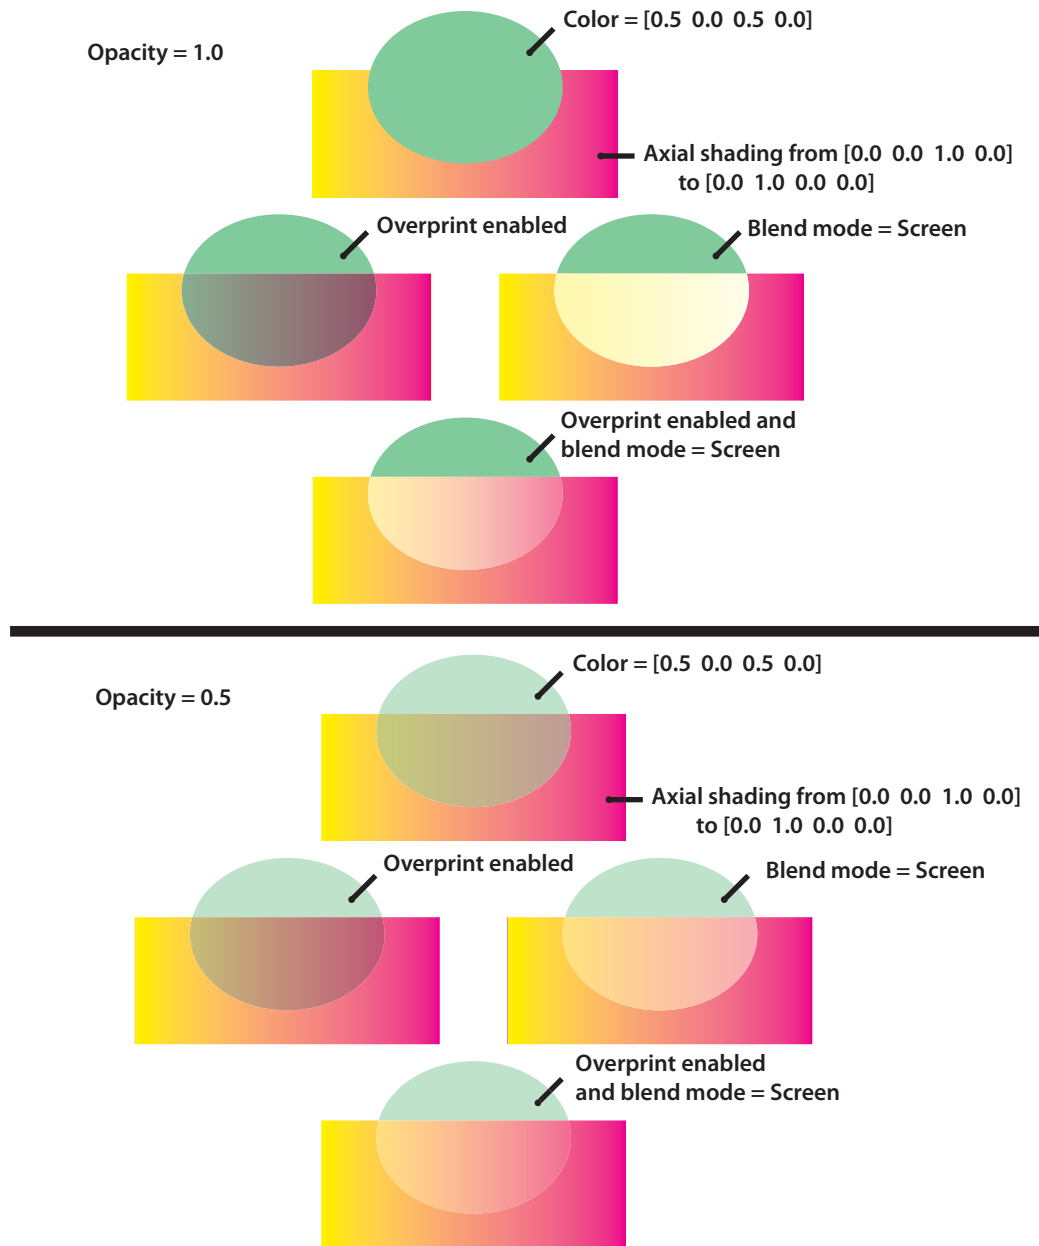 Color = [0.5 0.0 0.5 0.0]
Opacity = 1.0
Axial shading from [0.0 0.0 1.0 0.0]
to [0.0 1.0 0.0 0.0]
Overprint enabled
Blend mode = Screen
Overprint enabled and
blend mode = Screen
Color = [0.5 0.0 0.5 0.0]
Opacity = 0.5
Axial shading from [0.0 0.0 1.0 0.0]
to [0.0 1.0 0.0 0.0]
Overprint enabled
Blend mode = Screen
Overprint enabled
and blend mode = Screen